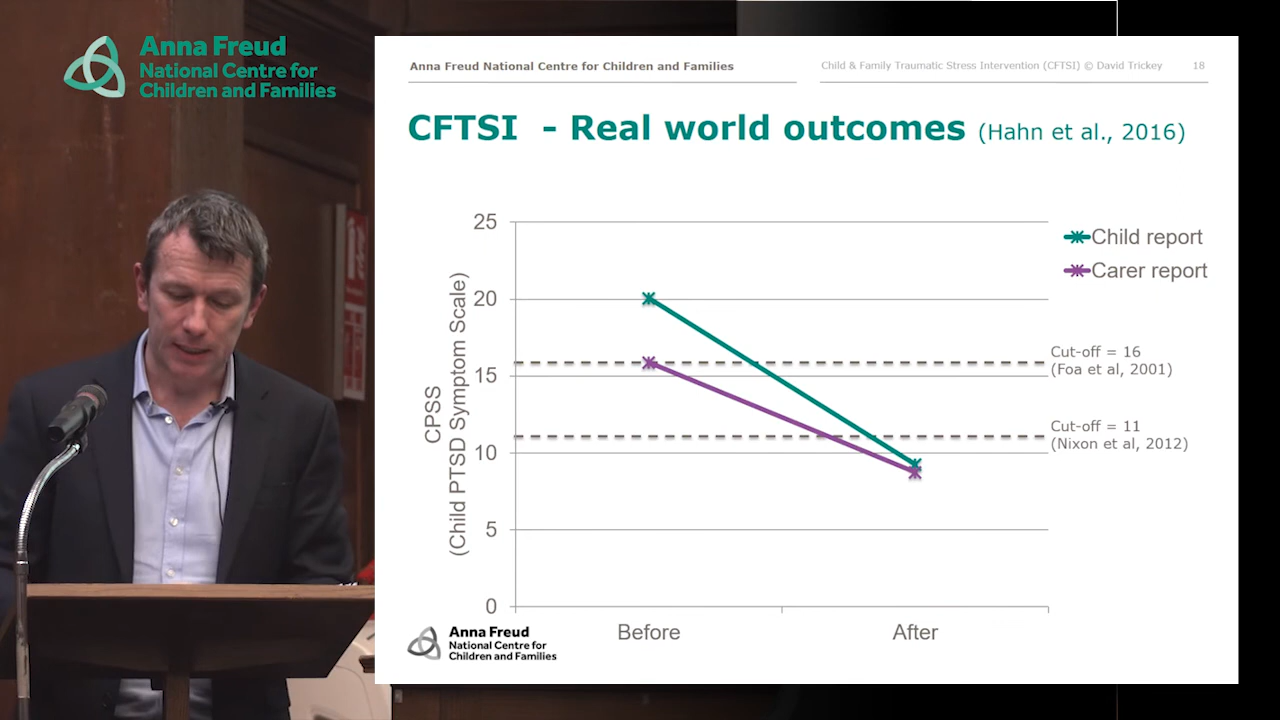 Anna Freud
National Centre for
Children and Families
Anna Freud National Centre for Children and Families
Child & Family Traumatic Stress Intervention (CFTSI) © David Trickey 18
CFTSI - Real world outcomes (Hahn et al., 2016)
25
20
15
10
5
0
CPSS
(Child PTSD Symptom Scale)
Child report
Carer report
Cut-off = 16
(Foa et al, 2001)
Cut-off = 11
(Nixon et al, 2012)
Before
After
Anna Freud
National Centre for
Children and Families